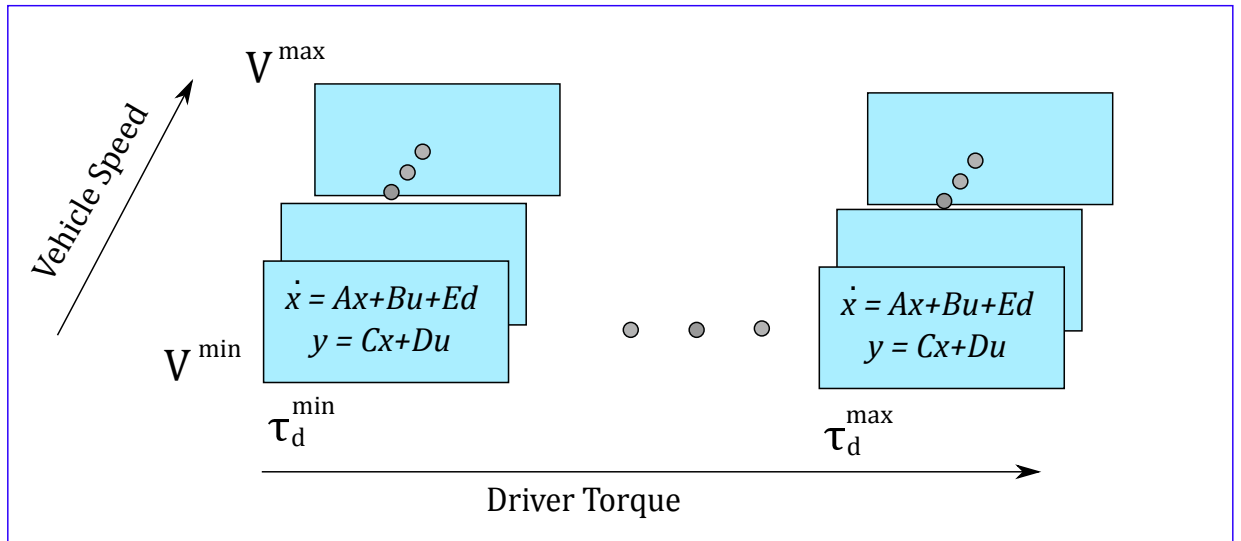 V^max
Vehicle Speed
ẋ = Ax+Bu+Ed
y = Cx+Du
ẋ = Ax+Bu+Ed
y = Cx+Du
V^min
τ_d^min
τ_d^max
Driver Torque